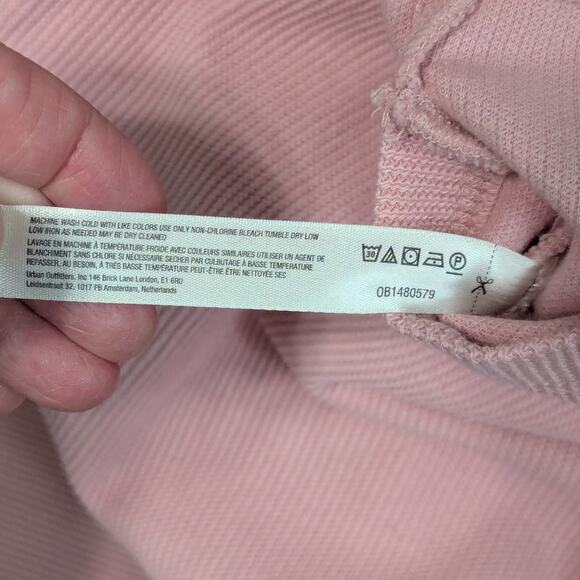 MACHINE WASH COLD WITH LIKE COLORS USE ONLY NON-CHLORINE BLEACH TUMBLE DRY LOW
LOW IRON AS NEEDED MAY BE DRY CLEANED
LAVAGE EN MACHINE À TEMPÉRATURE FROIDE AVEC COULEURS SIMILAIRES UTILISER UN AGENT DE
BLANCHIMENT SANS CHLORE SI NÉCESSAIRE SÉCHER PAR CULBUTAGE À BASSE TEMPERATURE
REPASSER, AU BESOIN, À TRÈS BASSE TEMPÉRATURE PEUT-ÊTRE ÊTRE NETTOYÉE SEC
Urban Outfitters, Inc 146 Brick Lane London, E1 6RU
Leidsestraat 32, 1017 PB Amsterdam, Netherlands
30 P
OB1480579